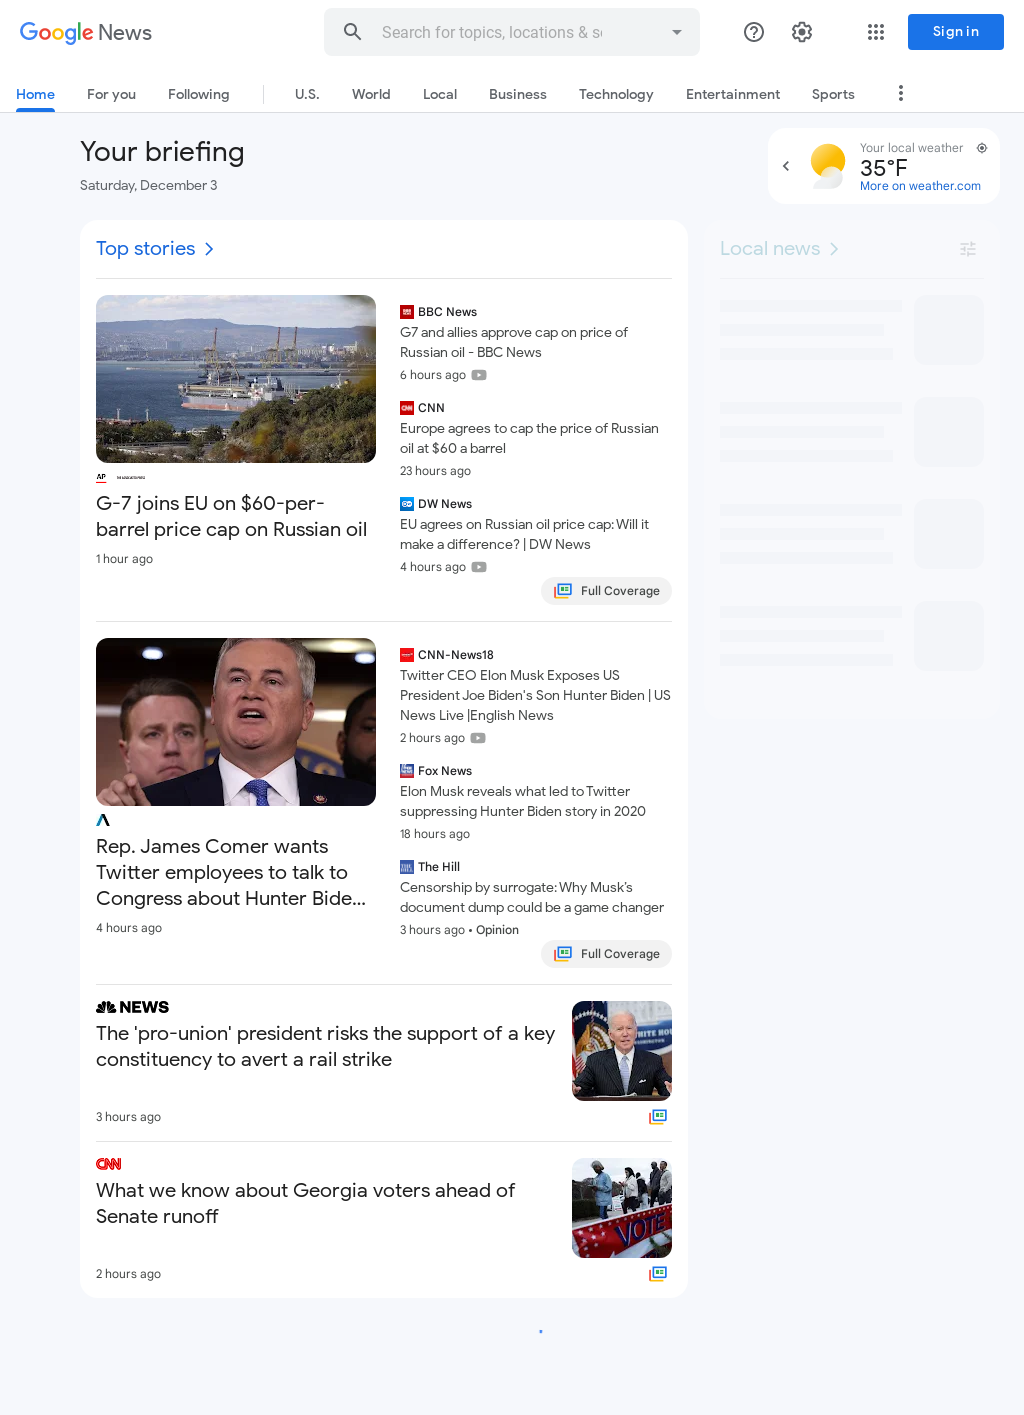 Google News
Search for topics, locations & so
Sign in
Home
For you
Following
U.S.
World
Local
Business
Technology
Entertainment
Sports
Your briefing
Saturday, December 3
Your local weather
35°F
More on weather.com
Top stories
Local news
AP
G-7 joins EU on $60-per-
barrel price cap on Russian oil
1 hour ago
BBC News
G7 and allies approve cap on price of
Russian oil - BBC News
6 hours ago
CNN
Europe agrees to cap the price of Russian
oil at $60 a barrel
23 hours ago
DW News
EU agrees on Russian oil price cap: Will it
make a difference? | DW News
4 hours ago
Full Coverage
Rep. James Comer wants
Twitter employees to talk to
Congress about Hunter Bide...
4 hours ago
CNN-News18
Twitter CEO Elon Musk Exposes US
President Joe Biden's Son Hunter Biden | US
News Live |English News
2 hours ago
Fox News
Elon Musk reveals what led to Twitter
suppressing Hunter Biden story in 2020
18 hours ago
The Hill
Censorship by surrogate: Why Musk's
document dump could be a game changer
3 hours ago • Opinion
Full Coverage
NEWS
The 'pro-union' president risks the support of a key
constituency to avert a rail strike
3 hours ago
CNN
What we know about Georgia voters ahead of
Senate runoff
VOTE
2 hours ago